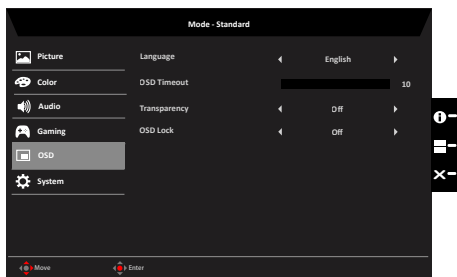 Mode - Standard
Picture
Language
English
Color
OSD Timeout
10
Audio
Transparency
Off
Gaming
OSD Lock
Off
OSD
System
Move
Enter